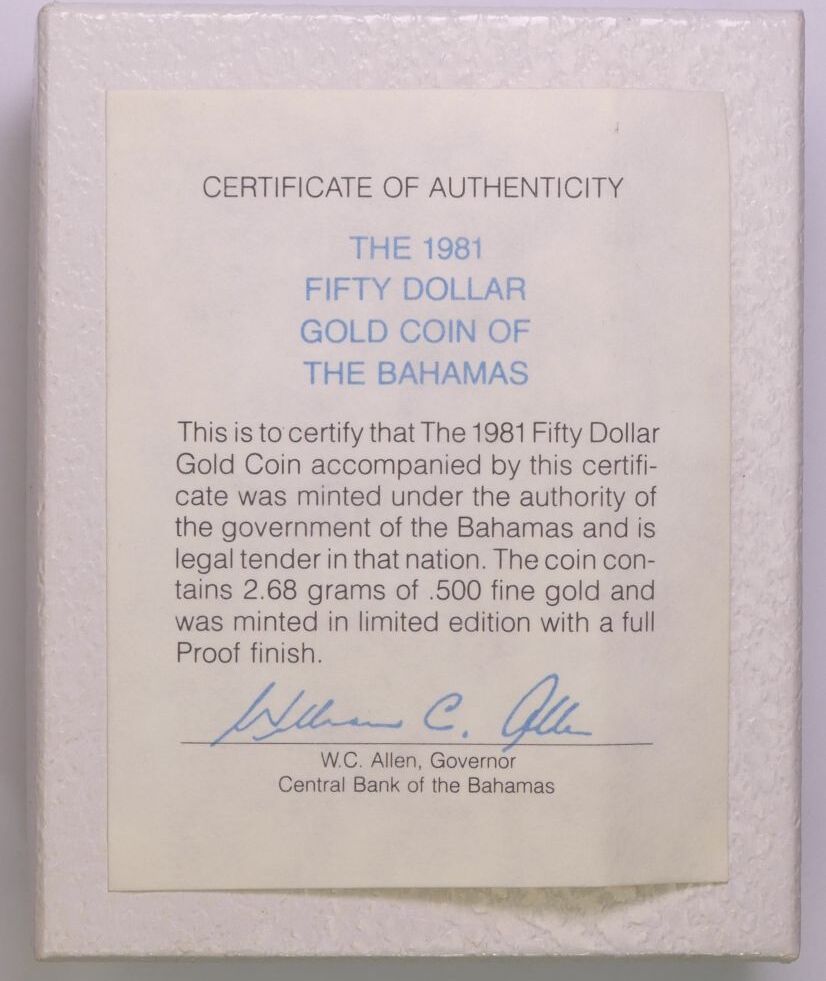 CERTIFICATE OF AUTHENTICITY
THE 1981
FIFTY DOLLAR
GOLD COIN OF
THE BAHAMAS
This is to certify that The 1981 Fifty Dollar
Gold Coin accompanied by this certifi-
cate was minted under the authority of
the government of the Bahamas and is
legal tender in that nation. The coin con-
tains 2.68 grams of .500 fine gold and
was minted in limited edition with a full
Proof finish.
William C. Allen
W.C. Allen, Governor
Central Bank of the Bahamas